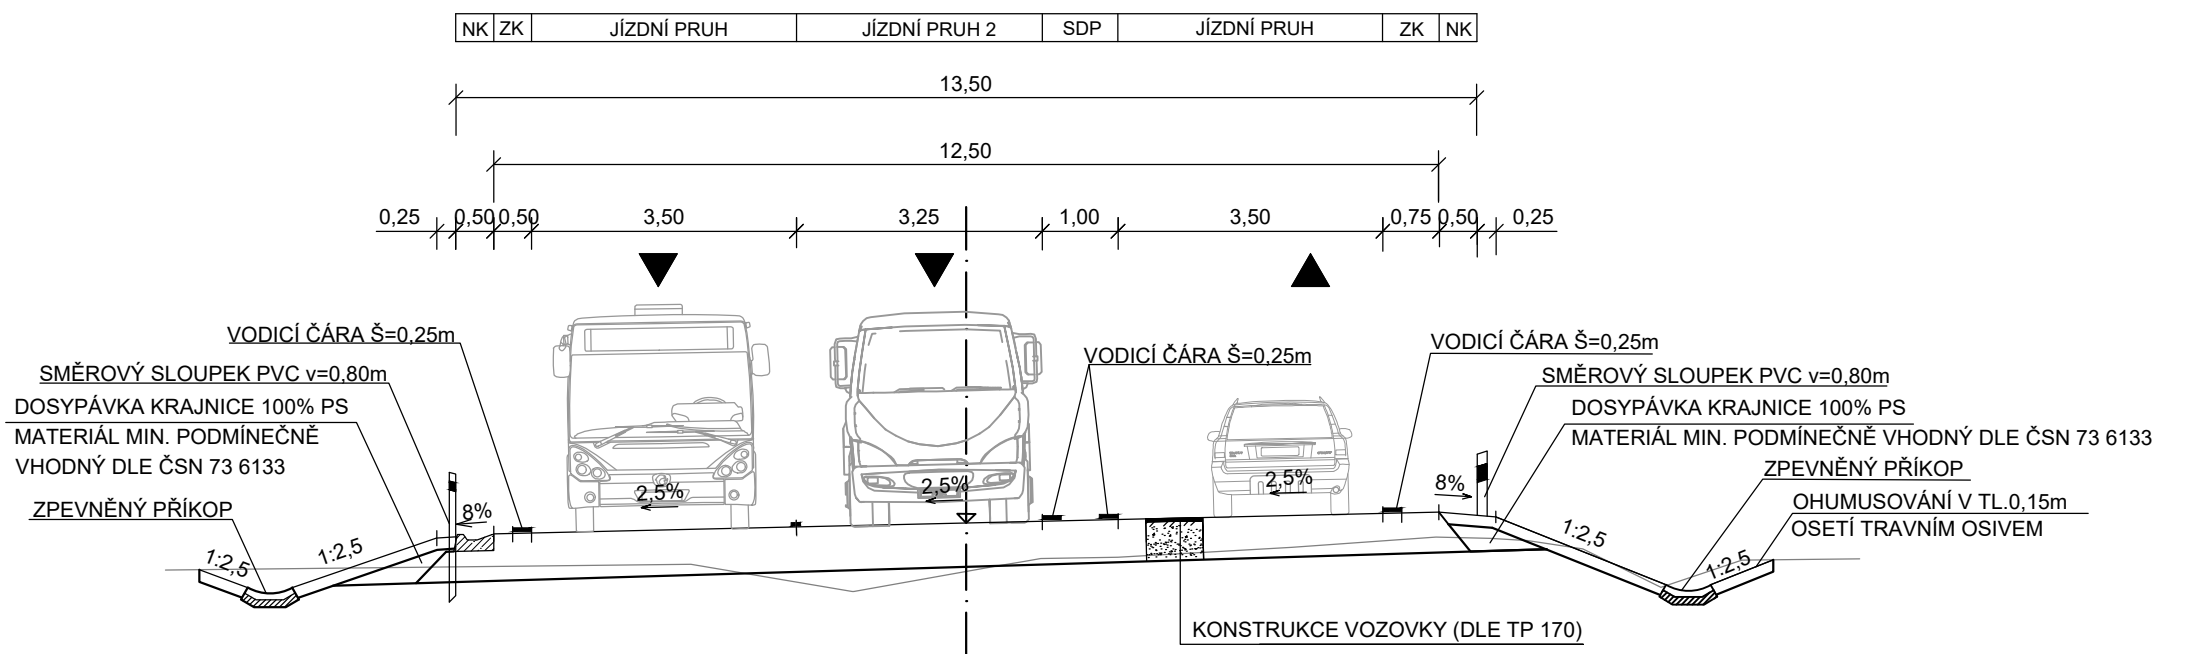 NK ZK JÍZDNÍ PRUH JÍZDNÍ PRUH 2 SDP JÍZDNÍ PRUH ZK NK
13,50
12,50
0,25 0,50 0,50 3,50 3,25 1,00 3,50 0,75 0,50 0,25
VODICÍ ČÁRA Š=0,25m
SMĚROVÝ SLOUPEK PVC v=0,80m
DOSYPÁVKA KRAJNICE 100% PS
MATERIÁL MIN. PODMÍNEČNĚ
VHODNÝ DLE ČSN 73 6133
ZPEVNĚNÝ PŘÍKOP
1:2,5
1:2,5
8%
2,5%
2,5%
VODICÍ ČÁRA Š=0,25m
2,5%
VODICÍ ČÁRA Š=0,25m
SMĚROVÝ SLOUPEK PVC v=0,80m
DOSYPÁVKA KRAJNICE 100% PS
MATERIÁL MIN. PODMÍNEČNĚ VHODNÝ DLE ČSN 73 6133
ZPEVNĚNÝ PŘÍKOP
8%
OHUMUSOVÁNÍ V TL.0,15m
OSETÍ TRAVNÍM OSIVEM
1:2,5
1:2,5
KONSTRUKCE VOZOVKY (DLE TP 170)